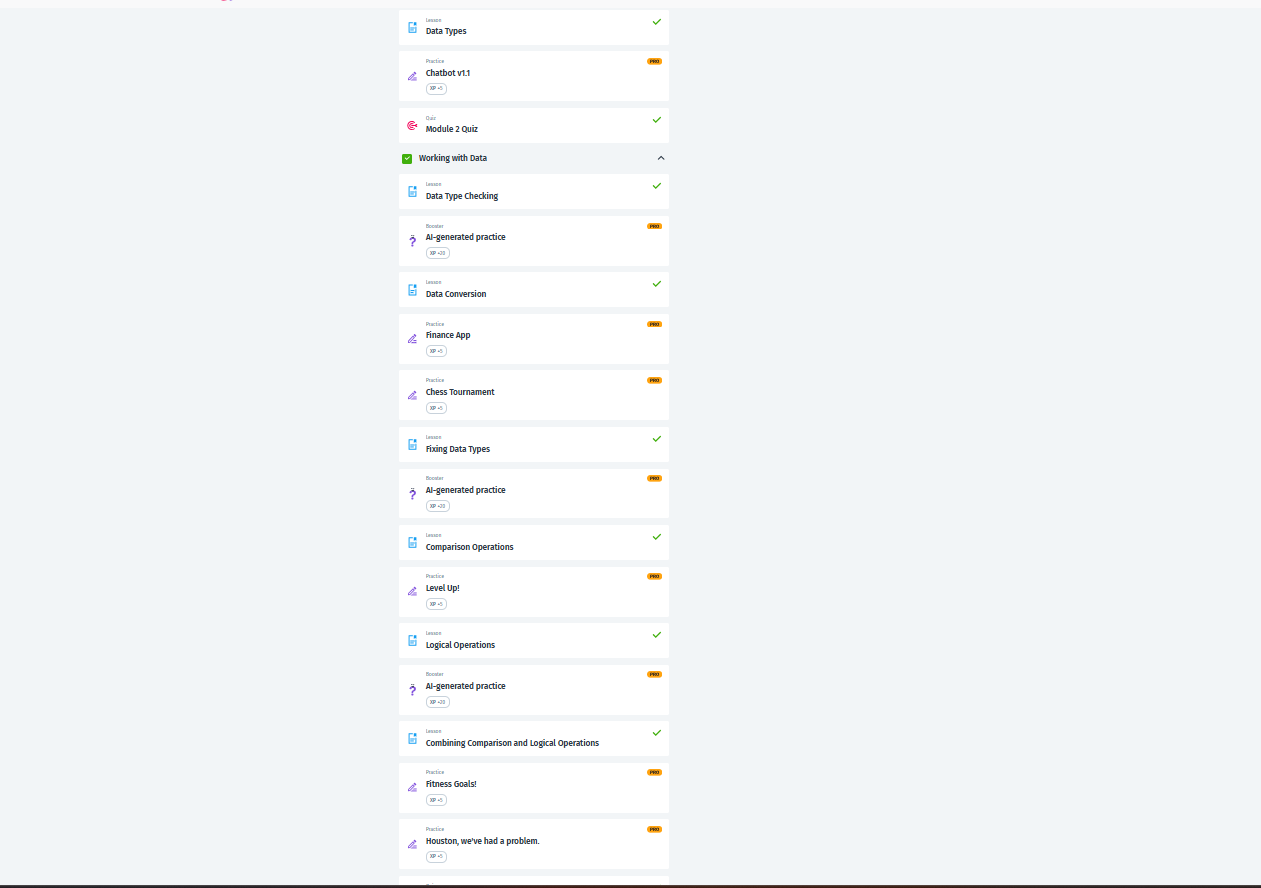 Lesson
Data Types
Practice
PRO
Chatbot v1.1
XP +5
Quiz
Module 2 Quiz
Working with Data
Lesson
Data Type Checking
Booster
PRO
AI-generated practice
XP +20
Lesson
Data Conversion
Practice
PRO
Finance App
XP +5
Practice
PRO
Chess Tournament
XP +5
Lesson
Fixing Data Types
Booster
PRO
AI-generated practice
XP +20
Lesson
Comparison Operations
Practice
PRO
Level Up!
XP +5
Lesson
Logical Operations
Booster
PRO
AI-generated practice
XP +20
Lesson
Combining Comparison and Logical Operations
Practice
PRO
Fitness Goals!
XP +5
Practice
PRO
Houston, we've had a problem.
XP +5